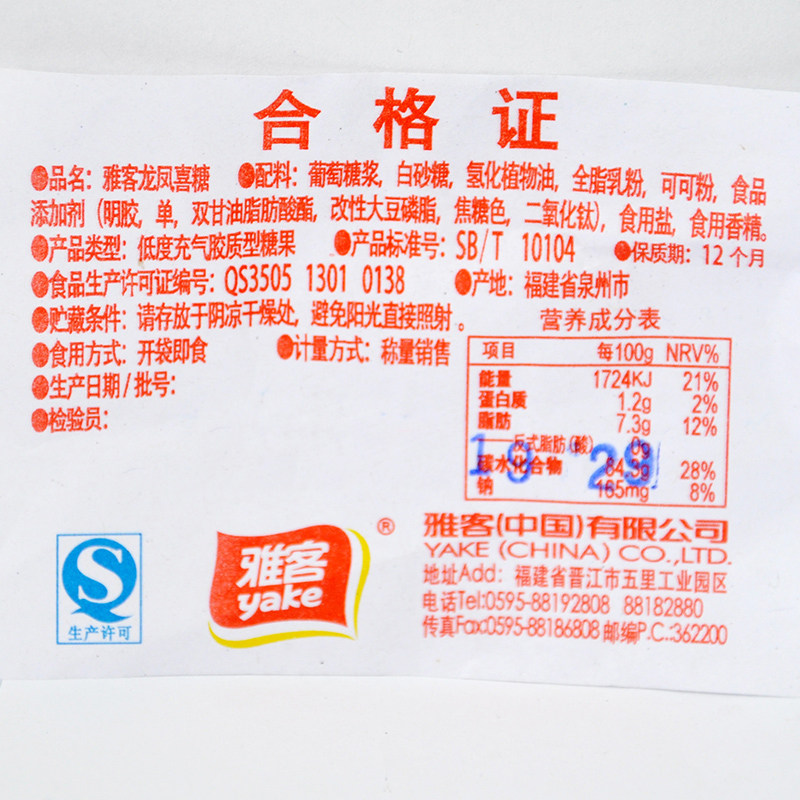 合格证
●品名：雅客龙凤喜糖 ●配料：葡萄糖浆，白砂糖，氢化植物油，全脂乳粉，可可粉，食品
添加剂（明胶，单，双甘油脂肪酸酯，改性大豆磷脂，焦糖色，二氧化钛），食用盐，食用香精。
●产品类型：低度充气胶质型糖果 ●产品标准号：SB/T 10104 ●保质期：12个月
●食品生产许可证编号：QS3505 1301 0138 ●产地：福建省泉州市
●贮藏条件：请存放于阴凉干燥处，避免阳光直接照射。
●食用方式：开袋即食 ●计量方式：称量销售
●生产日期/批号：
●检验员：
营养成分表
项目 每100g NRV%
能量 1724KJ 21%
蛋白质 1.2g 2%
脂肪 7.3g 12%
——反式脂肪(酸) 0g
碳水化合物 84.3g 28%
钠 165mg 8%
19 29
生产许可
雅客
yake
®
雅客(中国)有限公司
YAKE (CHINA) CO.,LTD.
地址Add：福建省晋江市五里工业园区
电话Tel:0595-88192808 88182880
传真Fax:0595-88186808 邮编P.C.:362200